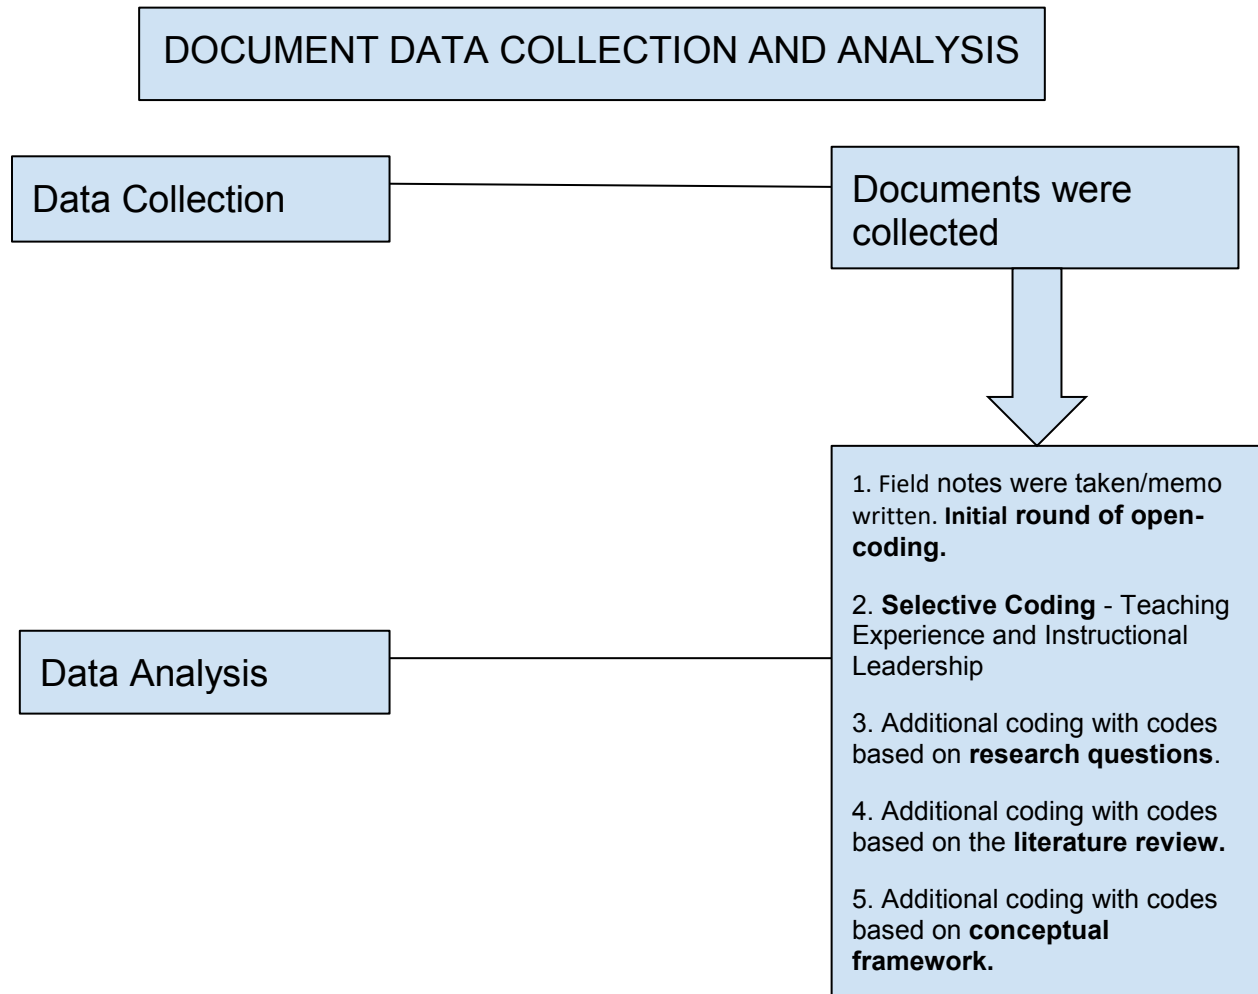 DOCUMENT DATA COLLECTION AND ANALYSIS
Data Collection
Documents were
collected
1. Field notes were taken/memo
written. Initial round of open-
coding.
2. Selective Coding - Teaching
Experience and Instructional
Leadership
Data Analysis
3. Additional coding with codes
based on research questions.
4. Additional coding with codes
based on the literature review.
5. Additional coding with codes
based on conceptual
framework.